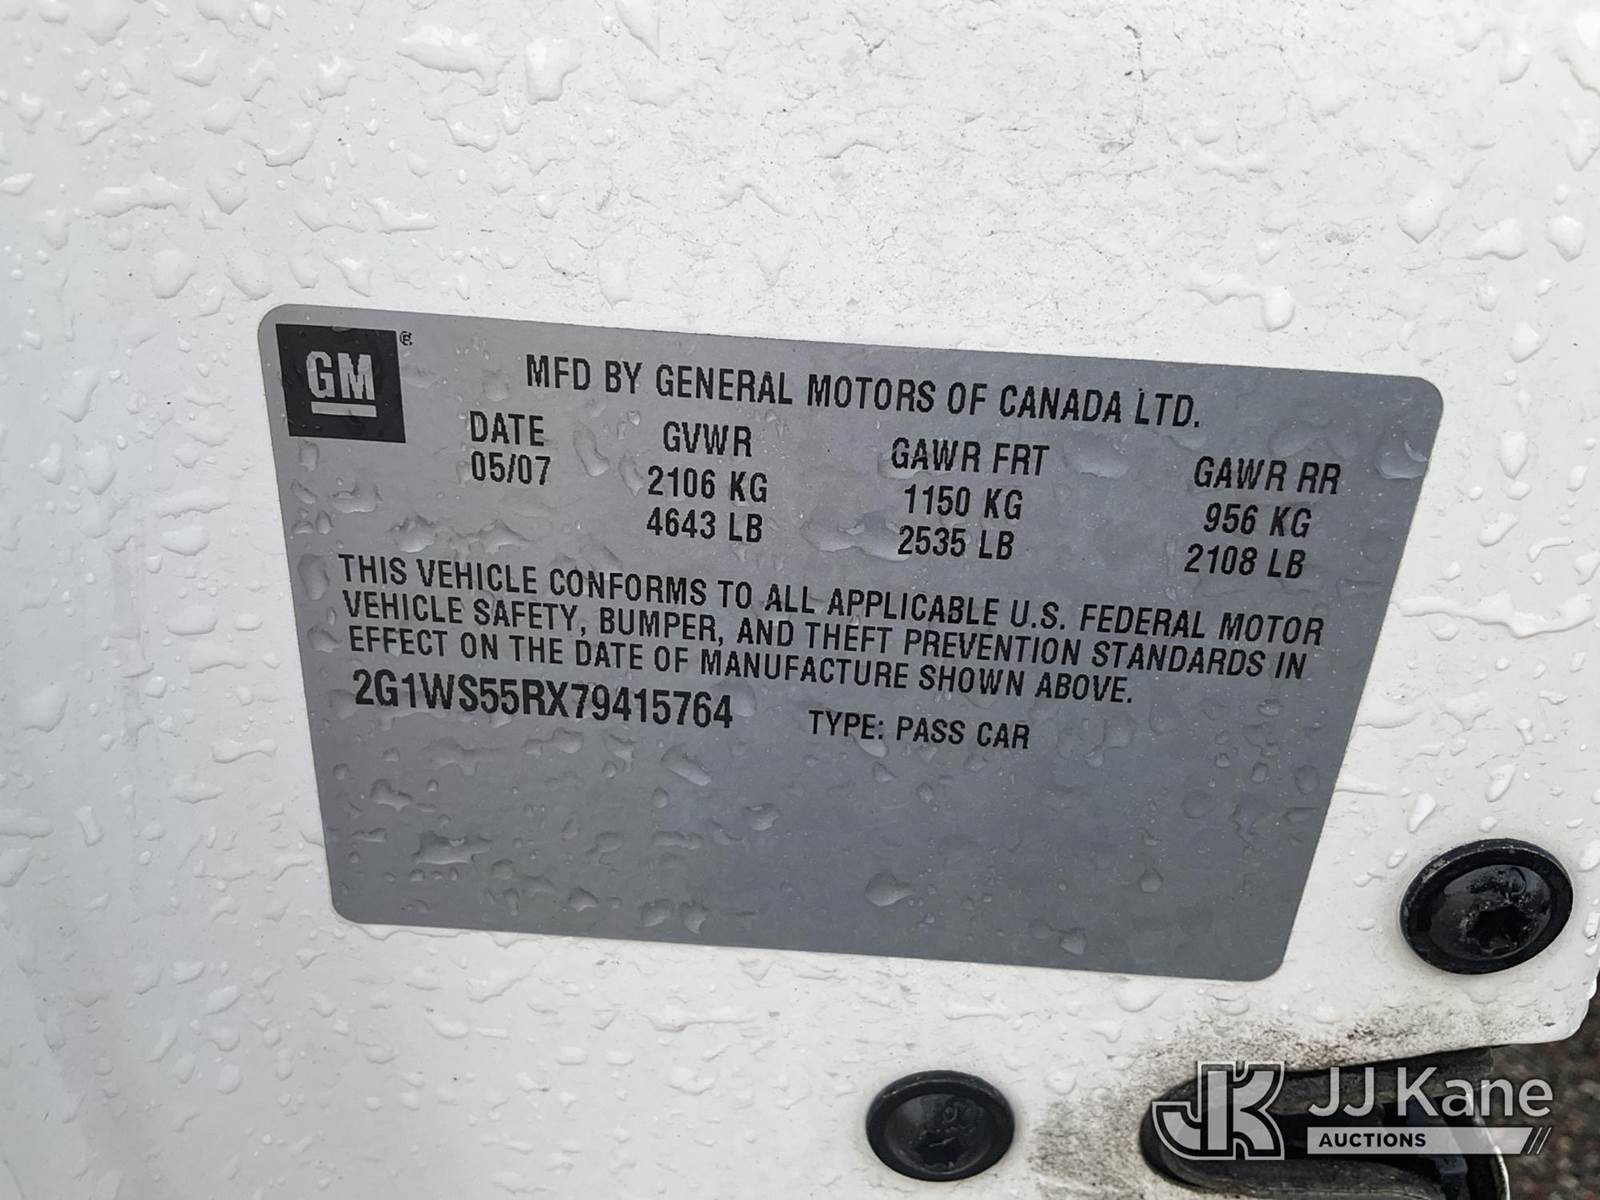 GM ®
MFD BY GENERAL MOTORS OF CANADA LTD.
DATE GVWR GAWR FRT GAWR RR
05/07 2106 KG 1150 KG 956 KG
4643 LB 2535 LB 2108 LB
THIS VEHICLE CONFORMS TO ALL APPLICABLE U.S. FEDERAL MOTOR
VEHICLE SAFETY, BUMPER, AND THEFT PREVENTION STANDARDS IN
EFFECT ON THE DATE OF MANUFACTURE SHOWN ABOVE.
2G1WS55RX79415764 TYPE: PASS CAR
JK JJ Kane
AUCTIONS